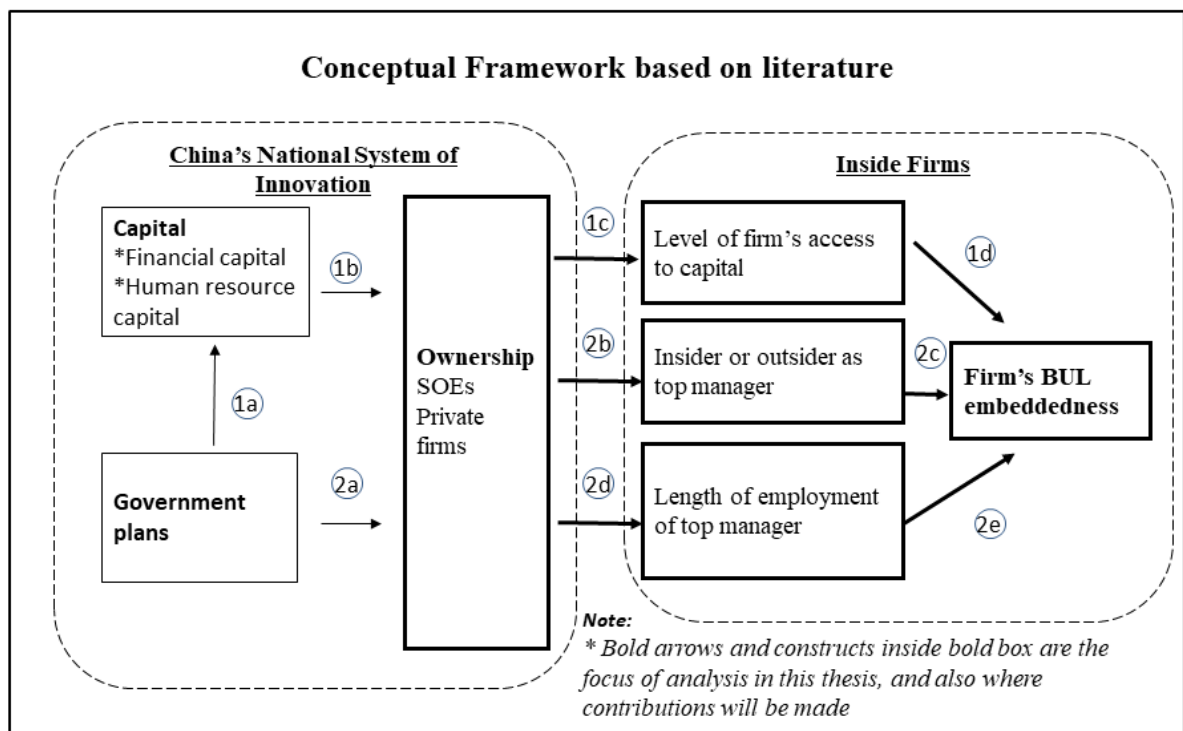 Conceptual Framework based on literature
China's National System of
Innovation
Capital
*Financial capital
*Human resource
capital
1b
1a
Government
plans
2a
Ownership
SOEs
Private
firms
1c
2b
2d
Inside Firms
Level of firm's access
to capital
1d
Insider or outsider as
top manager
2c
Firm's BUL
embeddedness
Length of employment
of top manager
2e
Note:
* Bold arrows and constructs inside bold box are the
focus of analysis in this thesis, and also where
contributions will be made